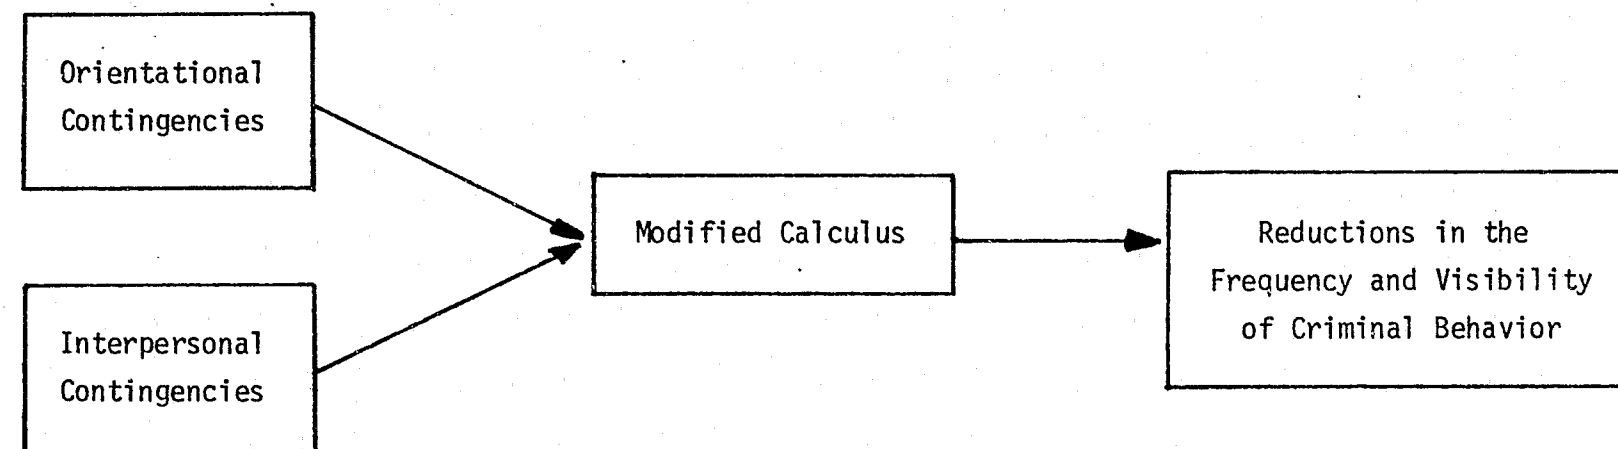 Orientational
Contingencies
Interpersonal
Contingencies
Modified Calculus
Reductions in the
Frequency and Visibility
of Criminal Behavior